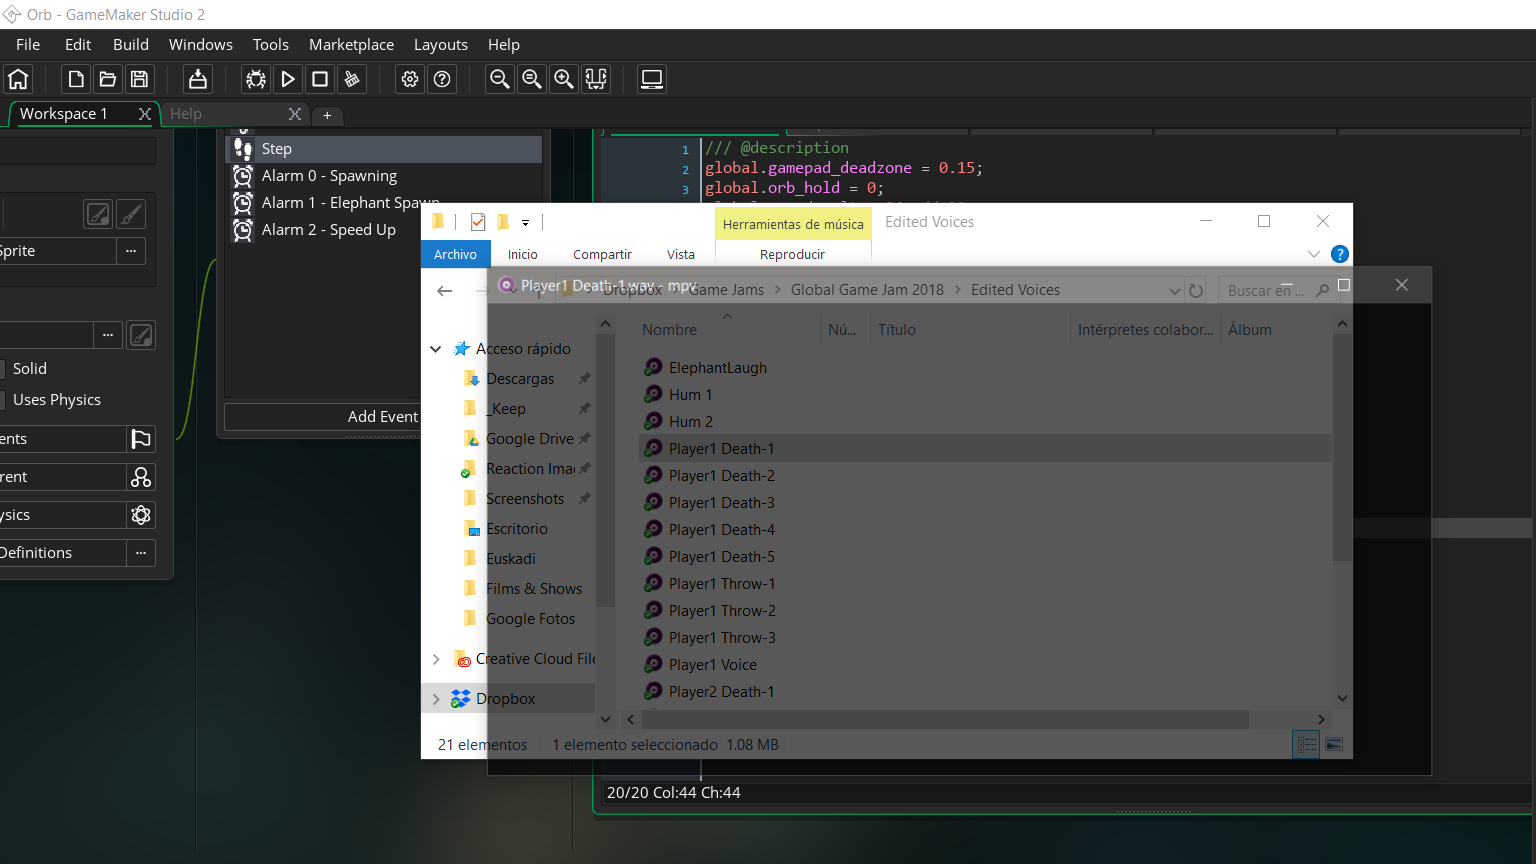 Orb - GameMaker Studio 2
File Edit Build Windows Tools Marketplace Layouts Help
Workspace 1 Help +
Step
Alarm 0 - Spawning
Alarm 1 - Elephant Spawn
Alarm 2 - Speed Up
Add Event
Sprite
Solid
Uses Physics
ents
rent
ysics
Definitions
1 /// @description
2 global.gamepad_deadzone = 0.15;
3 global.orb_hold = 0;
Herramientas de música Edited Voices
Archivo Inicio Compartir Vista Reproducir
Player1 Death-1.wav - mpv
Dropbox > Game Jams > Global Game Jam 2018 > Edited Voices
Buscar en ...
Acceso rápido
Descargas
_Keep
Google Drive
Reaction Ima
Screenshots
Escritorio
Euskadi
Films & Shows
Google Fotos
Creative Cloud File
Dropbox
Nombre Nú... Título Intérpretes colabor... Álbum
ElephantLaugh
Hum 1
Hum 2
Player1 Death-1
Player1 Death-2
Player1 Death-3
Player1 Death-4
Player1 Death-5
Player1 Throw-1
Player1 Throw-2
Player1 Throw-3
Player1 Voice
Player2 Death-1
21 elementos 1 elemento seleccionado 1.08 MB
20/20 Col:44 Ch:44